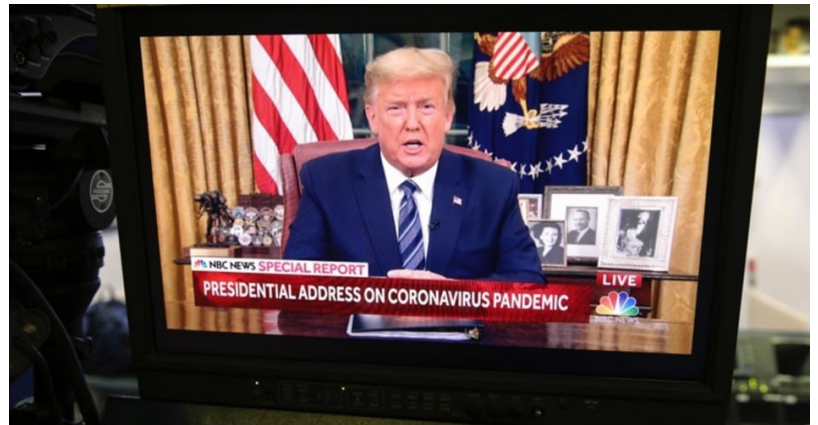 NBC NEWS SPECIAL REPORT
PRESIDENTIAL ADDRESS ON CORONAVIRUS PANDEMIC
LIVE
NBC NEWS